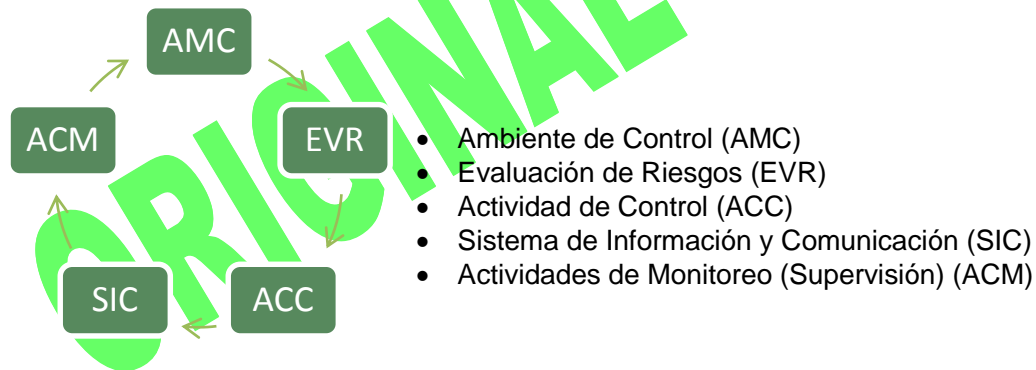 AMC
ACM
EVR
SIC
ACC
• Ambiente de Control (AMC)
• Evaluación de Riesgos (EVR)
• Actividad de Control (ACC)
• Sistema de Información y Comunicación (SIC)
• Actividades de Monitoreo (Supervisión) (ACM)
ORIGINAL